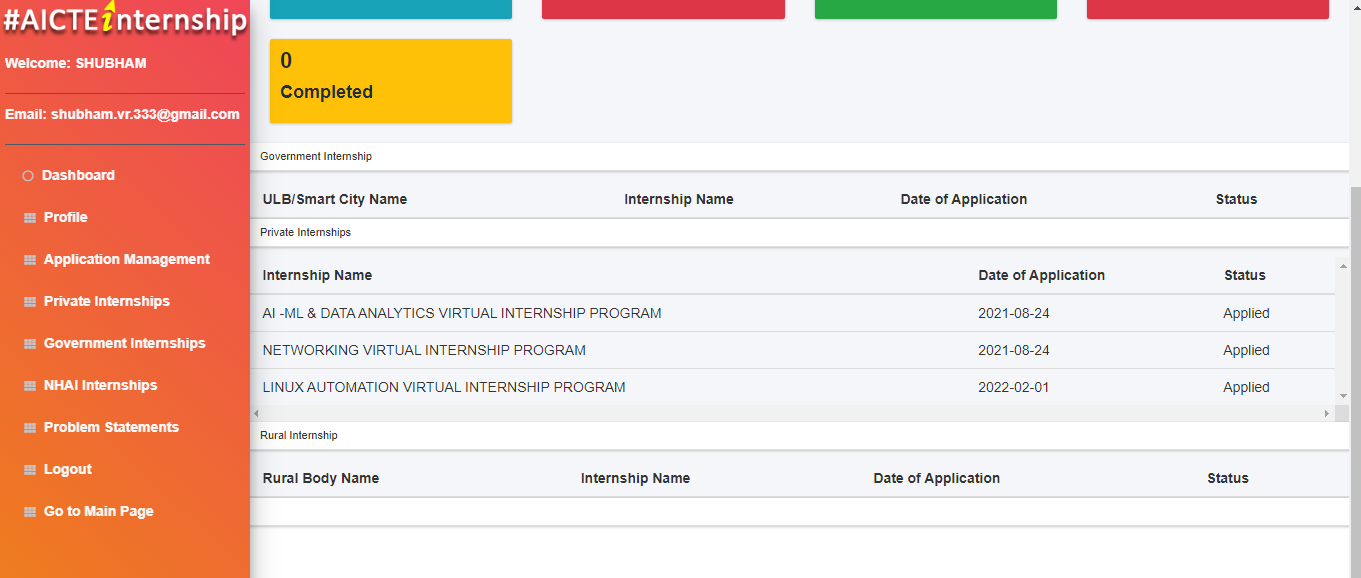 #AICTEinternship
Welcome: SHUBHAM
Email: shubham.vr.333@gmail.com
Dashboard
Profile
Application Management
Private Internships
Government Internships
NHAI Internships
Problem Statements
Logout
Go to Main Page
0
Completed
Government Internship
ULB/Smart City Name Internship Name Date of Application Status
Private Internships
Internship Name Date of Application Status
AI -ML & DATA ANALYTICS VIRTUAL INTERNSHIP PROGRAM 2021-08-24 Applied
NETWORKING VIRTUAL INTERNSHIP PROGRAM 2021-08-24 Applied
LINUX AUTOMATION VIRTUAL INTERNSHIP PROGRAM 2022-02-01 Applied
Rural Internship
Rural Body Name Internship Name Date of Application Status